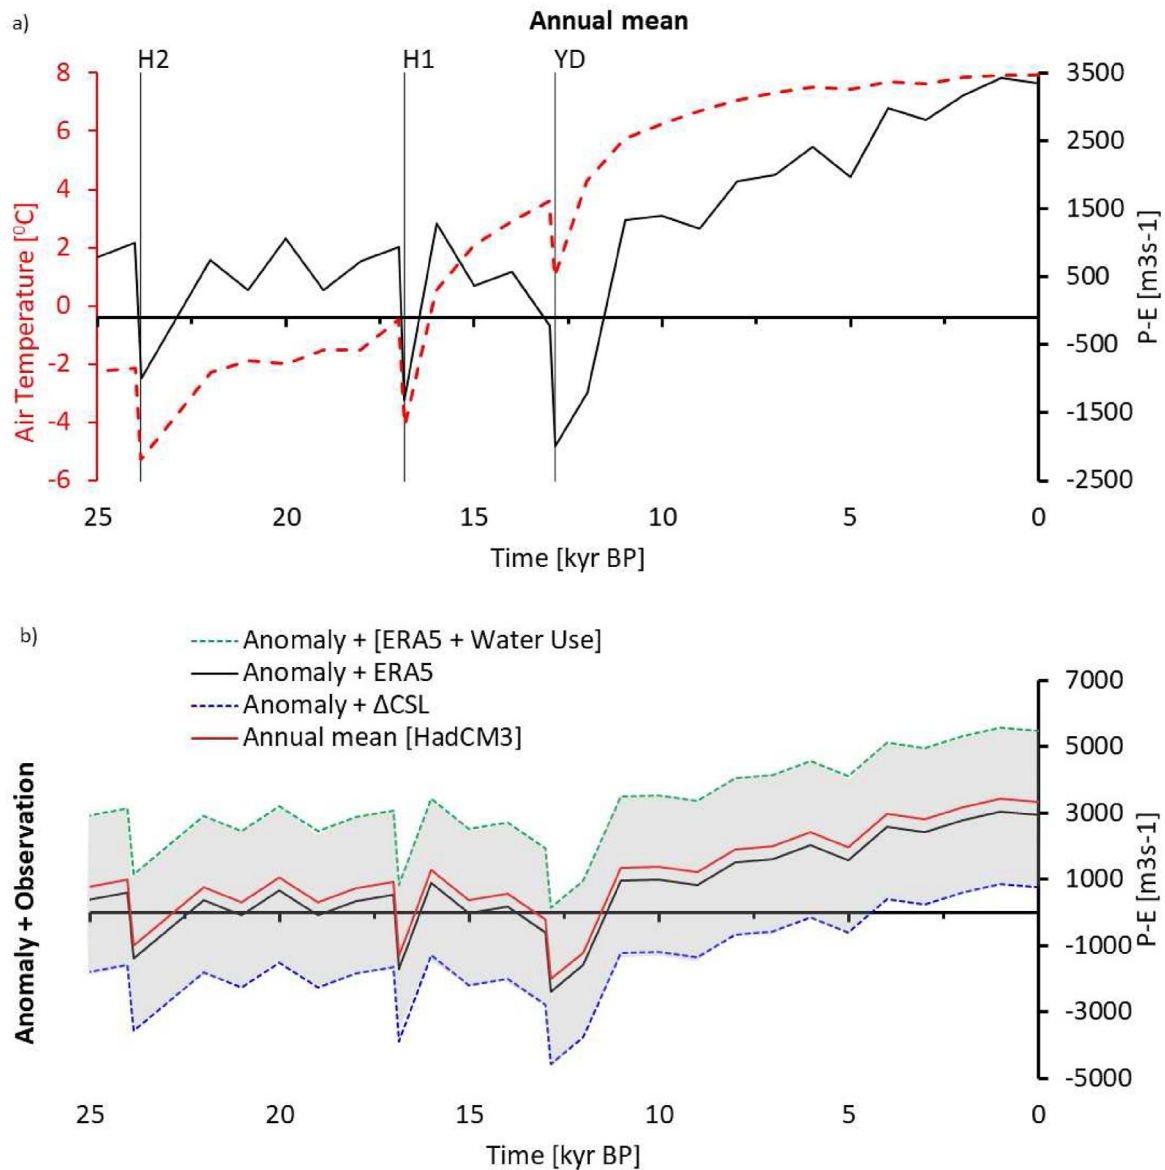 a)
Annual mean
H2
H1
YD
8
6
4
2
0
-2
-4
-6
Air Temperature [⁰C]
3500
2500
1500
500
-500
-1500
-2500
P-E [m3s-1]
25 20 15 10 5 0
Time [kyr BP]
b)
Anomaly + [ERA5 + Water Use]
Anomaly + ERA5
Anomaly + ΔCSL
Annual mean [HadCM3]
Anomaly + Observation
7000
5000
3000
1000
-1000
-3000
-5000
P-E [m3s-1]
25 20 15 10 5 0
Time [kyr BP]